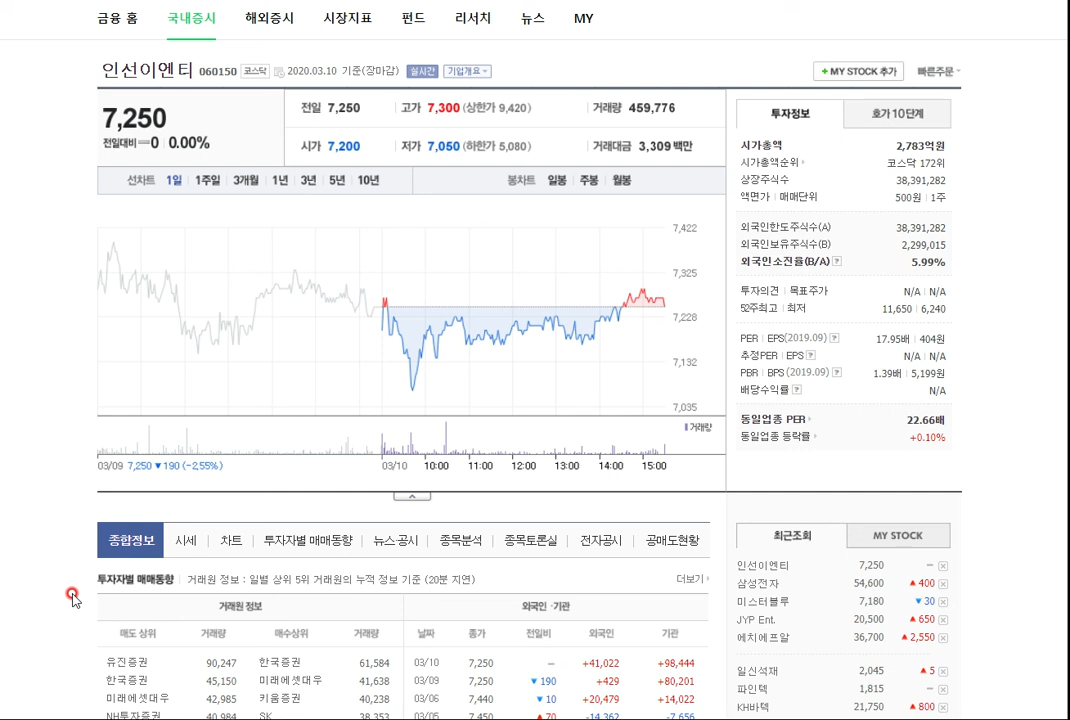 금융 홈 국내증시 해외증시 시장지표 펀드 리서치 뉴스 MY
인선이엔티 060150 코스닥 2020.03.10 기준(장마감) 실시간 기업개요
+ MY STOCK 추가 빠른주문
7,250
전일대비 0 0.00%
전일 7,250 고가 7,300 (상한가 9,420) 거래량 459,776
시가 7,200 저가 7,050 (하한가 5,080) 거래대금 3,309 백만
선차트 1일 1주일 3개월 1년 3년 5년 10년 봉차트 일봉 주봉 월봉
7,422
7,325
7,228
7,132
7,035
거래량
03/09 7,250 ▼ 190 (-2,55%) 03/10 10:00 11:00 12:00 13:00 14:00 15:00
투자정보 호가 10단계
시가총액 2,783억원
시가총액순위 코스닥 172위
상장주식수 38,391,282
액면가 매매단위 500원 1주
외국인한도주식수(A) 38,391,282
외국인보유주식수(B) 2,299,015
외국인소진율(B/A) ? 5.99%
투자의견 목표주가 N/A N/A
52주최고 최저 11,650 6,240
PER EPS(2019.09) ? 17.95배 404원
추정PER EPS ? N/A N/A
PBR BPS (2019.09) ? 1.39배 5,199원
배당수익률 ? N/A
동일업종 PER 22.66배
동일업종 등락률 +0.10%
종합정보 시세 차트 투자자별 매매동향 뉴스·공시 종목분석 종목토론실 전자공시 공매도현황
투자자별 매매동향 거래원 정보 : 일별 상위 5위 거래원의 누적 정보 기준 (20분 지연) 더보기
거래원 정보 외국인·기관
매도 상위 거래량 매수상위 거래량 날짜 종가 전일비 외국인 기관
유진증권 90,247 한국증권 61,584 03/10 7,250 – +41,022 +98,444
한국증권 45,150 미래에셋대우 41,638 03/09 7,250 ▼ 190 +429 +80,201
미래에셋대우 42,985 키움증권 40,238 03/06 7,440 ▼ 10 +20,479 +14,022
NH투자증권 40,984 SK 38,353 03/05 7,450 ▲ 70 -14,362 -7,656
최근조회 MY STOCK
인선이엔티 7,250 –
삼성전자 54,600 ▲ 400
미스터블루 7,180 ▼ 30
JYP Ent. 20,500 ▲ 650
에치에프알 36,700 ▲ 2,550
일신석재 2,045 ▲ 5
파인텍 1,815 –
KH바텍 21,750 ▲ 800